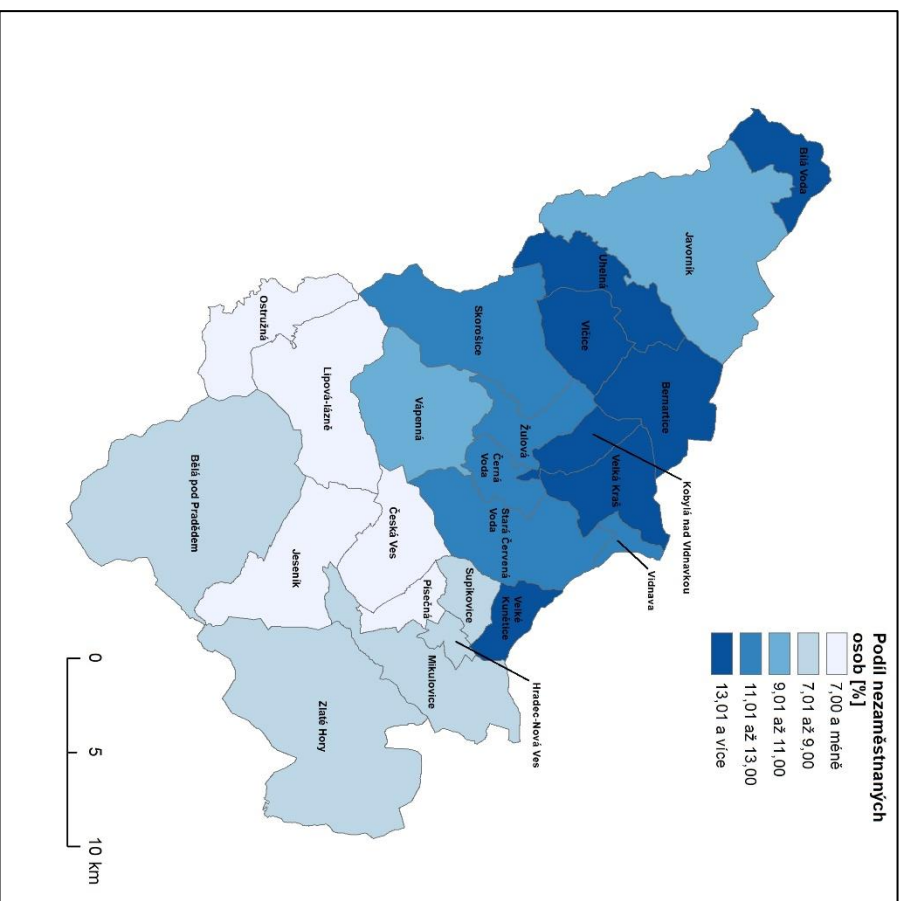 Podíl nezaměstnaných
osob [%]
7,00 a méně
7,01 až 9,00
9,01 až 11,00
11,01 až 13,00
13,01 a více
Bílá Voda
Javorník
Uhelná
Vlčice
Bernartice
Skorošice
Kobylá nad Vidnavkou
Velká Kraš
Vidnava
Žulová
Černá
Voda
Stará Červená
Voda
Vápenná
Velké
Kunětice
Supíkovice
Hradec-Nová Ves
Písečná
Mikulovice
Česká Ves
Lipová-lázně
Ostružná
Jeseník
Bělá pod Pradědem
Zlaté Hory
0
5
10 km